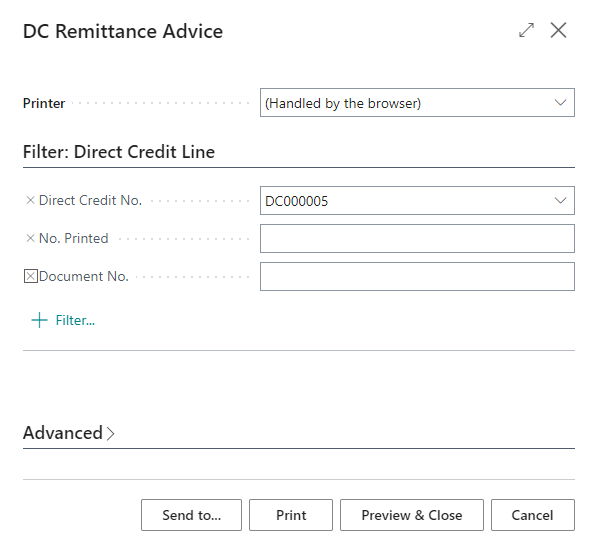 DC Remittance Advice
Printer (Handled by the browser)
Filter: Direct Credit Line
Direct Credit No. DC000005
No. Printed
Document No.
Filter...
Advanced
Send to... Print Preview & Close Cancel